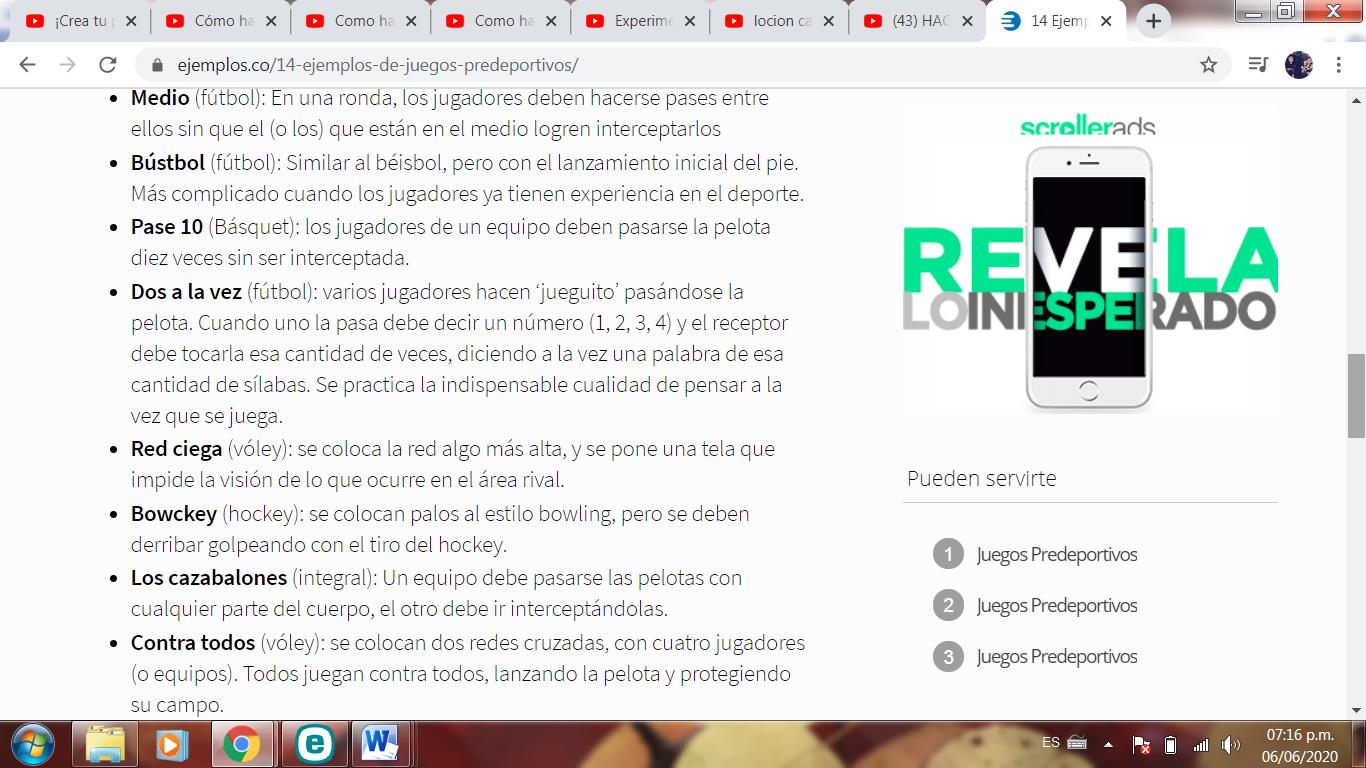 ¡Crea tu p
Cómo ha
Como ha
Como ha
Experime
locion ca
(43) HAC
14 Ejemp
ejemplos.co/14-ejemplos-de-juegos-predeportivos/
Medio (fútbol): En una ronda, los jugadores deben hacerse pases entre
ellos sin que el (o los) que están en el medio logren interceptarlos
Bústbol (fútbol): Similar al béisbol, pero con el lanzamiento inicial del pie.
Más complicado cuando los jugadores ya tienen experiencia en el deporte.
Pase 10 (Básquet): los jugadores de un equipo deben pasarse la pelota
diez veces sin ser interceptada.
Dos a la vez (fútbol): varios jugadores hacen ‘jueguito’ pasándose la
pelota. Cuando uno la pasa debe decir un número (1, 2, 3, 4) y el receptor
debe tocarla esa cantidad de veces, diciendo a la vez una palabra de esa
cantidad de sílabas. Se practica la indispensable cualidad de pensar a la
vez que se juega.
Red ciega (vóley): se coloca la red algo más alta, y se pone una tela que
impide la visión de lo que ocurre en el área rival.
Bowckey (hockey): se colocan palos al estilo bowling, pero se deben
derribar golpeando con el tiro del hockey.
Los cazabalones (integral): Un equipo debe pasarse las pelotas con
cualquier parte del cuerpo, el otro debe ir interceptándolas.
Contra todos (vóley): se colocan dos redes cruzadas, con cuatro jugadores
(o equipos). Todos juegan contra todos, lanzando la pelota y protegiendo
su campo.
scrollerads
REVELA
LO INESPERADO
Pueden servirte
1 Juegos Predeportivos
2 Juegos Predeportivos
3 Juegos Predeportivos
ES
07:16 p.m.
06/06/2020